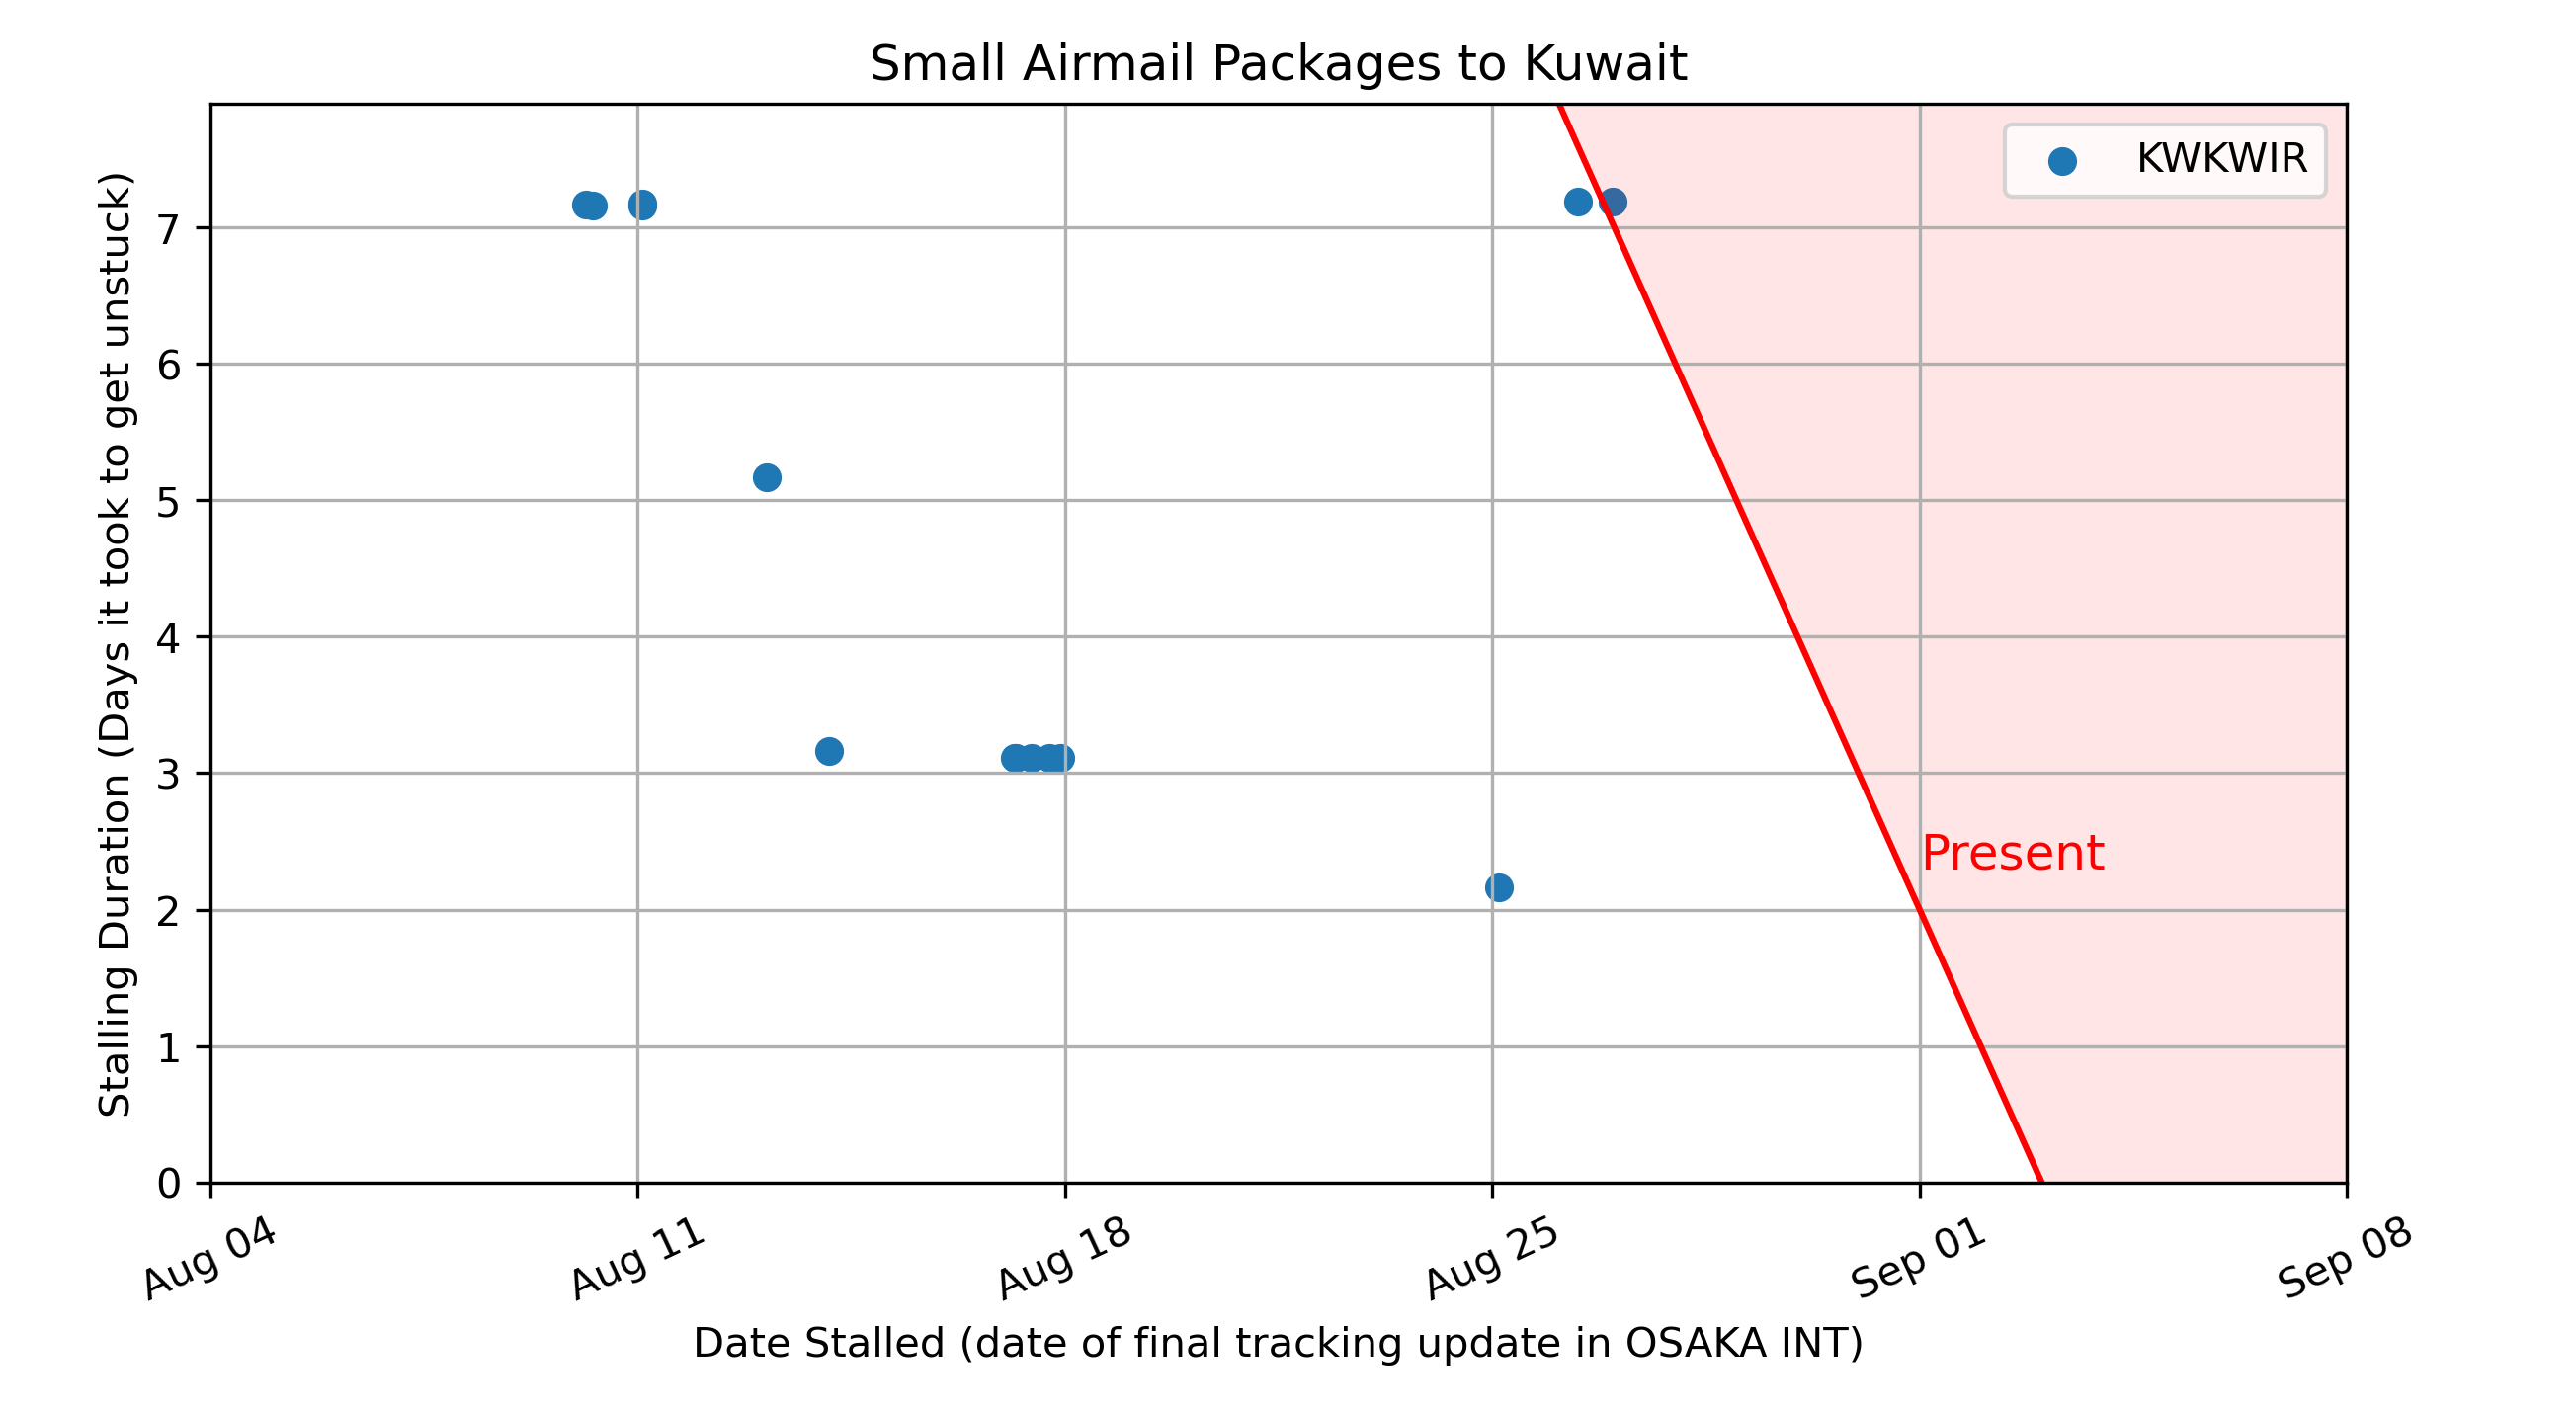 Small Airmail Packages to Kuwait
KWKWIR
Stalling Duration (Days it took to get unstuck)
7
6
5
4
3
2
1
0
Present
Aug 04
Aug 11
Aug 18
Aug 25
Sep 01
Sep 08
Date Stalled (date of final tracking update in OSAKA INT)